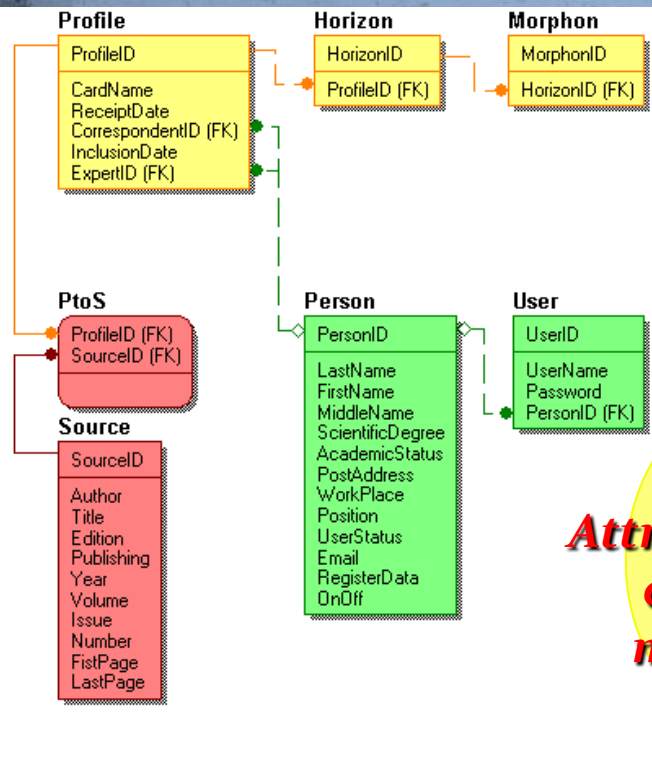 Profile
ProfileID
CardName
ReceiptDate
CorrespondentID (FK)
InclusionDate
ExpertID (FK)
Horizon
HorizonID
ProfileID (FK)
Morphon
MorphonID
HorizonID (FK)
PtoS
ProfileID (FK)
SourceID (FK)
Source
SourceID
Author
Title
Edition
Publishing
Year
Volume
Issue
Number
FistPage
LastPage
Person
PersonID
LastName
FirstName
MiddleName
ScientificDegree
AcademicStatus
PostAddress
WorkPlace
Position
UserStatus
Email
RegisterData
OnOff
User
UserID
UserName
Password
PersonID (FK)